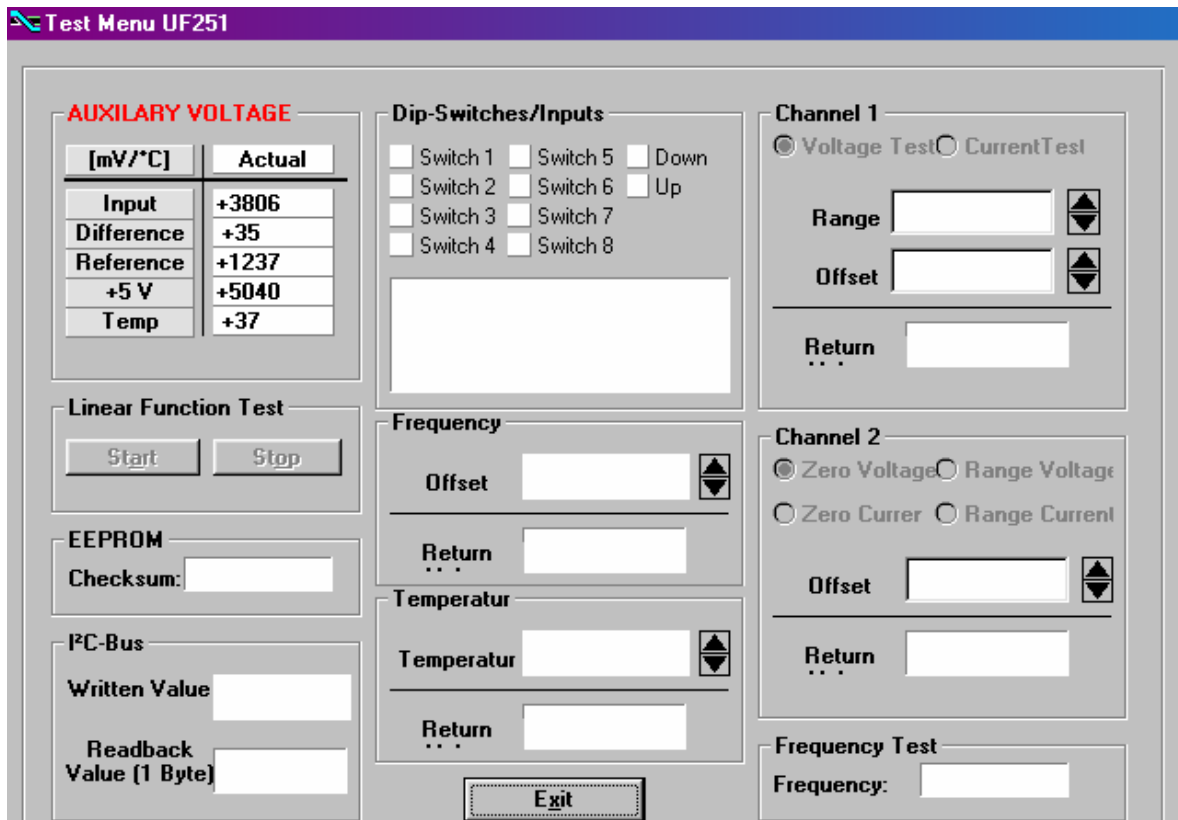 Test Menu UF251
AUXILARY VOLTAGE
[mV/°C] Actual
Input +3806
Difference +35
Reference +1237
+5 V +5040
Temp +37
Linear Function Test
Start Stop
EEPROM
Checksum:
I²C-Bus
Written Value
Readback
Value (1 Byte)
Dip-Switches/Inputs
Switch 1 Switch 5 Down
Switch 2 Switch 6 Up
Switch 3 Switch 7
Switch 4 Switch 8
Frequency
Offset
Return
Temperatur
Temperatur
Return
Exit
Channel 1
Voltage Test CurrentTest
Range
Offset
Return
Channel 2
Zero Voltage Range Voltage
Zero Currer Range Current
Offset
Return
Frequency Test
Frequency: